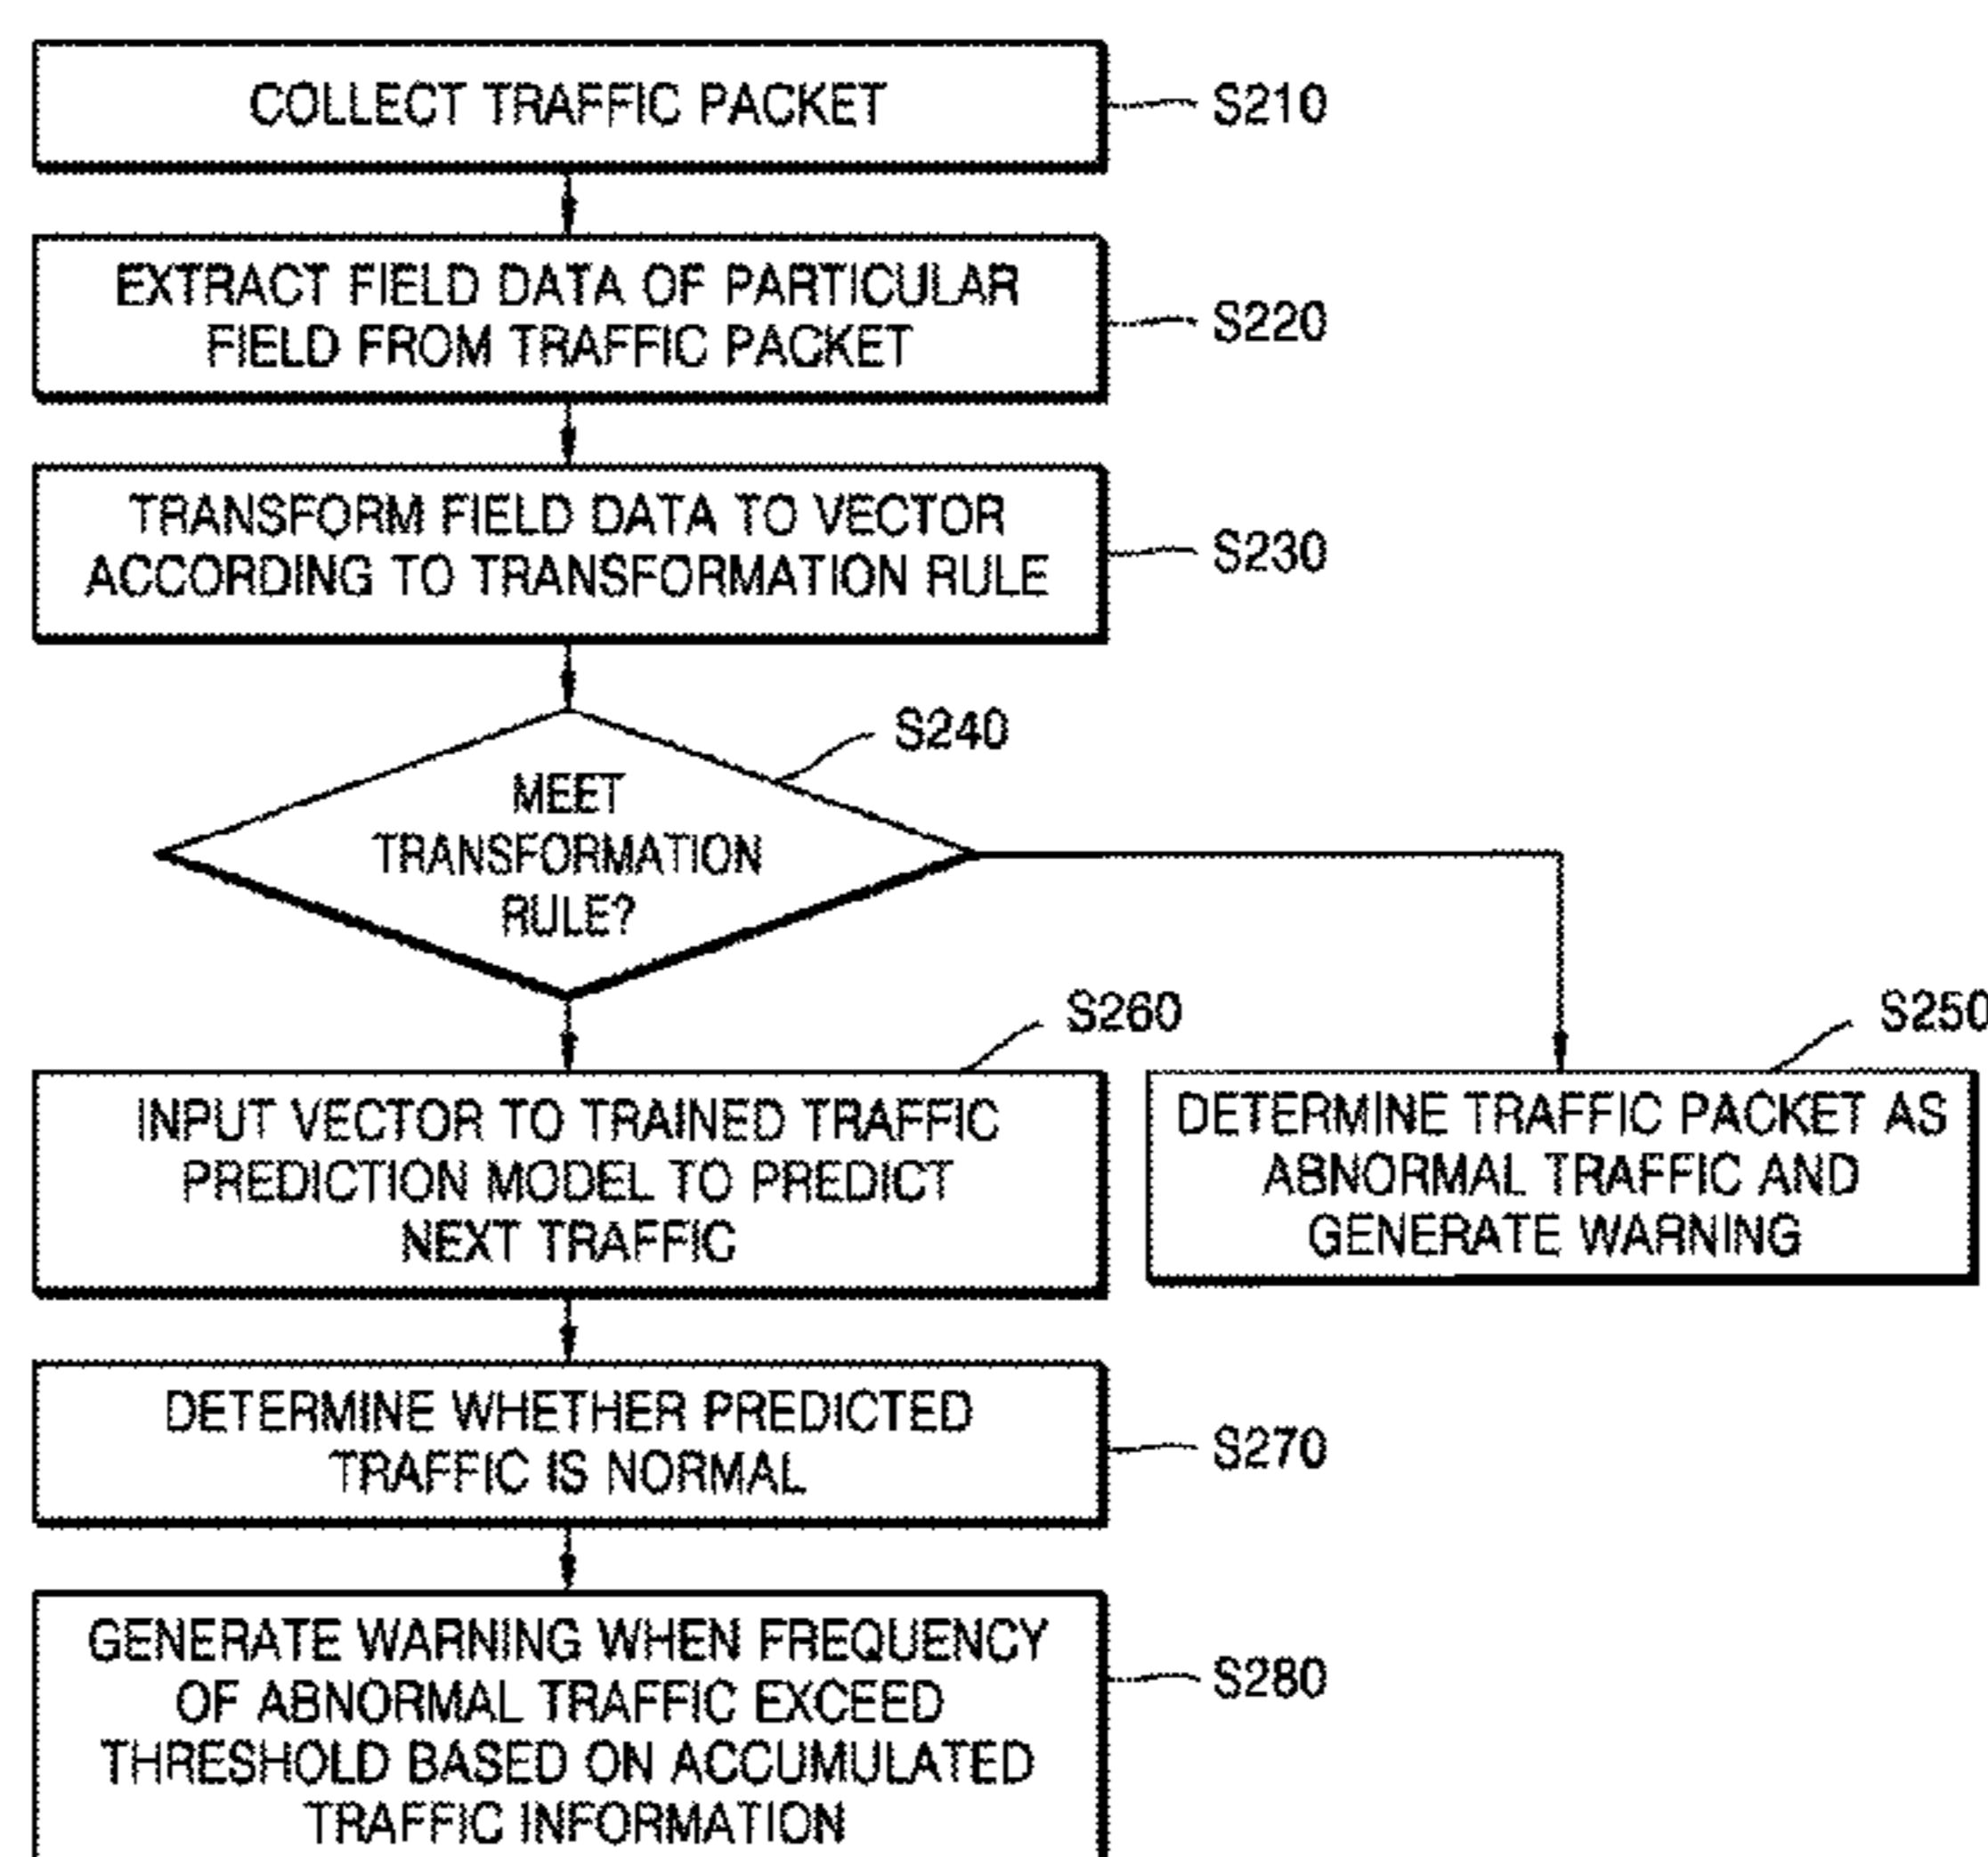 COLLECT TRAFFIC PACKET
S210
EXTRACT FIELD DATA OF PARTICULAR
FIELD FROM TRAFFIC PACKET
S220
TRANSFORM FIELD DATA TO VECTOR
ACCORDING TO TRANSFORMATION RULE
S230
S240
MEET
TRANSFORMATION
RULE?
S260
INPUT VECTOR TO TRAINED TRAFFIC
PREDICTION MODEL TO PREDICT
NEXT TRAFFIC
S250
DETERMINE TRAFFIC PACKET AS
ABNORMAL TRAFFIC AND
GENERATE WARNING
DETERMINE WHETHER PREDICTED
TRAFFIC IS NORMAL
S270
GENERATE WARNING WHEN FREQUENCY
OF ABNORMAL TRAFFIC EXCEED
THRESHOLD BASED ON ACCUMULATED
TRAFFIC INFORMATION
S280